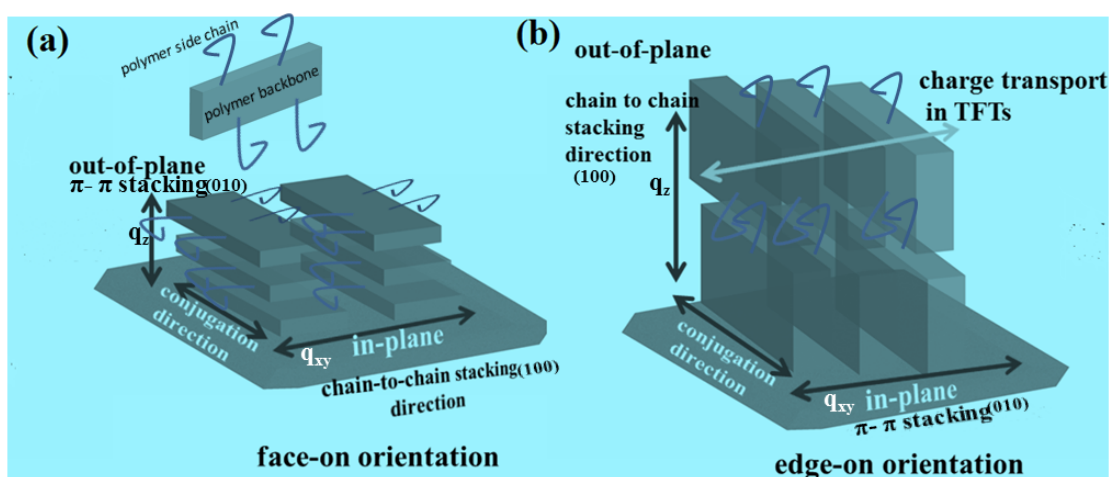 (a)
polymer side chain
polymer backbone
out-of-plane
π- π stacking(010)
qz
conjugation
direction
qxy
in-plane
chain-to-chain stacking(100)
direction
face-on orientation
(b)
out-of-plane
chain to chain
stacking
direction
(100)
qz
charge transport
in TFTs
conjugation
direction
qxy
in-plane
π- π stacking(010)
edge-on orientation